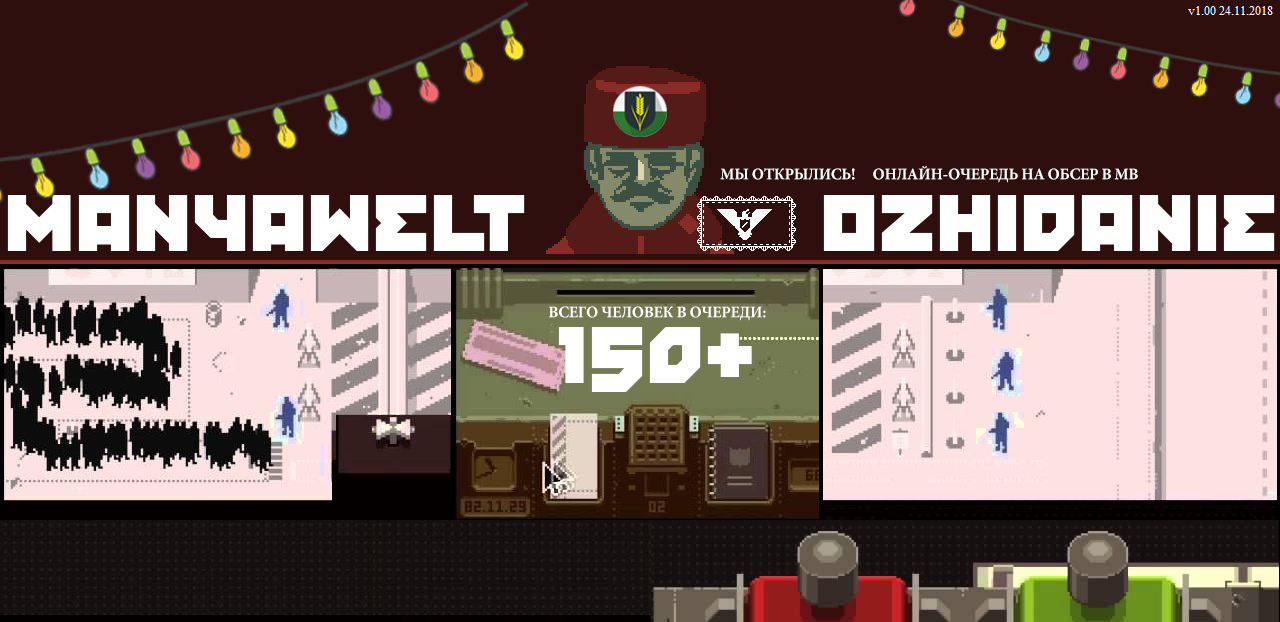 v1.00 24.11.2018
МЫ ОТКРЫЛИСЬ! ОНЛАЙН-ОЧЕРЕДЬ НА ОБСЕР В МВ
MANYAWELT OZHIDANIE
ВСЕГО ЧЕЛОВЕК В ОЧЕРЕДИ:
150+
82.11.29
02